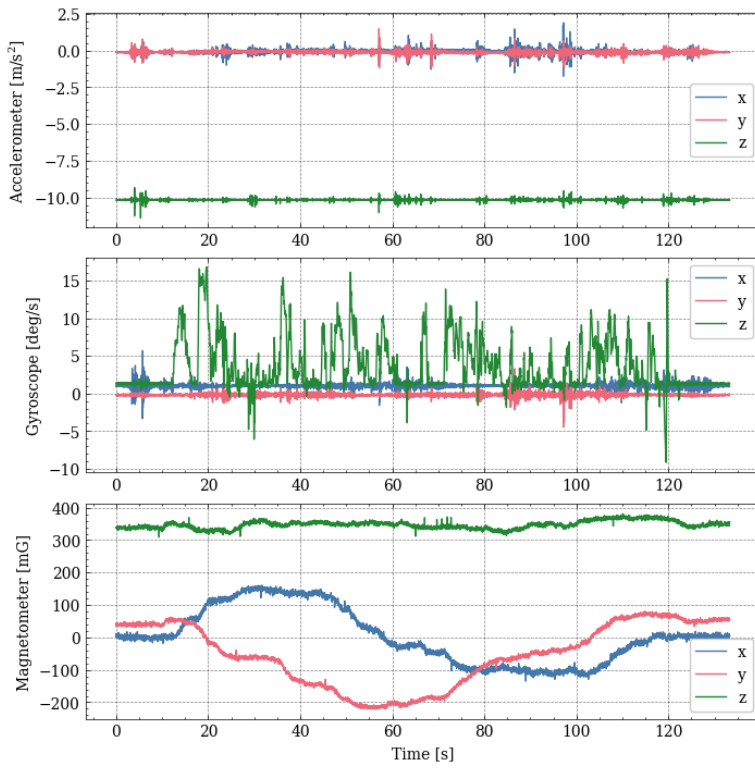 2.5
0.0
−2.5
−5.0
−7.5
−10.0
Accelerometer [m/s²]
x
y
z
0 20 40 60 80 100 120
15
10
5
0
−5
−10
Gyroscope [deg/s]
x
y
z
0 20 40 60 80 100 120
400
300
200
100
0
−100
−200
Magnetometer [mG]
x
y
z
0 20 40 60 80 100 120
Time [s]